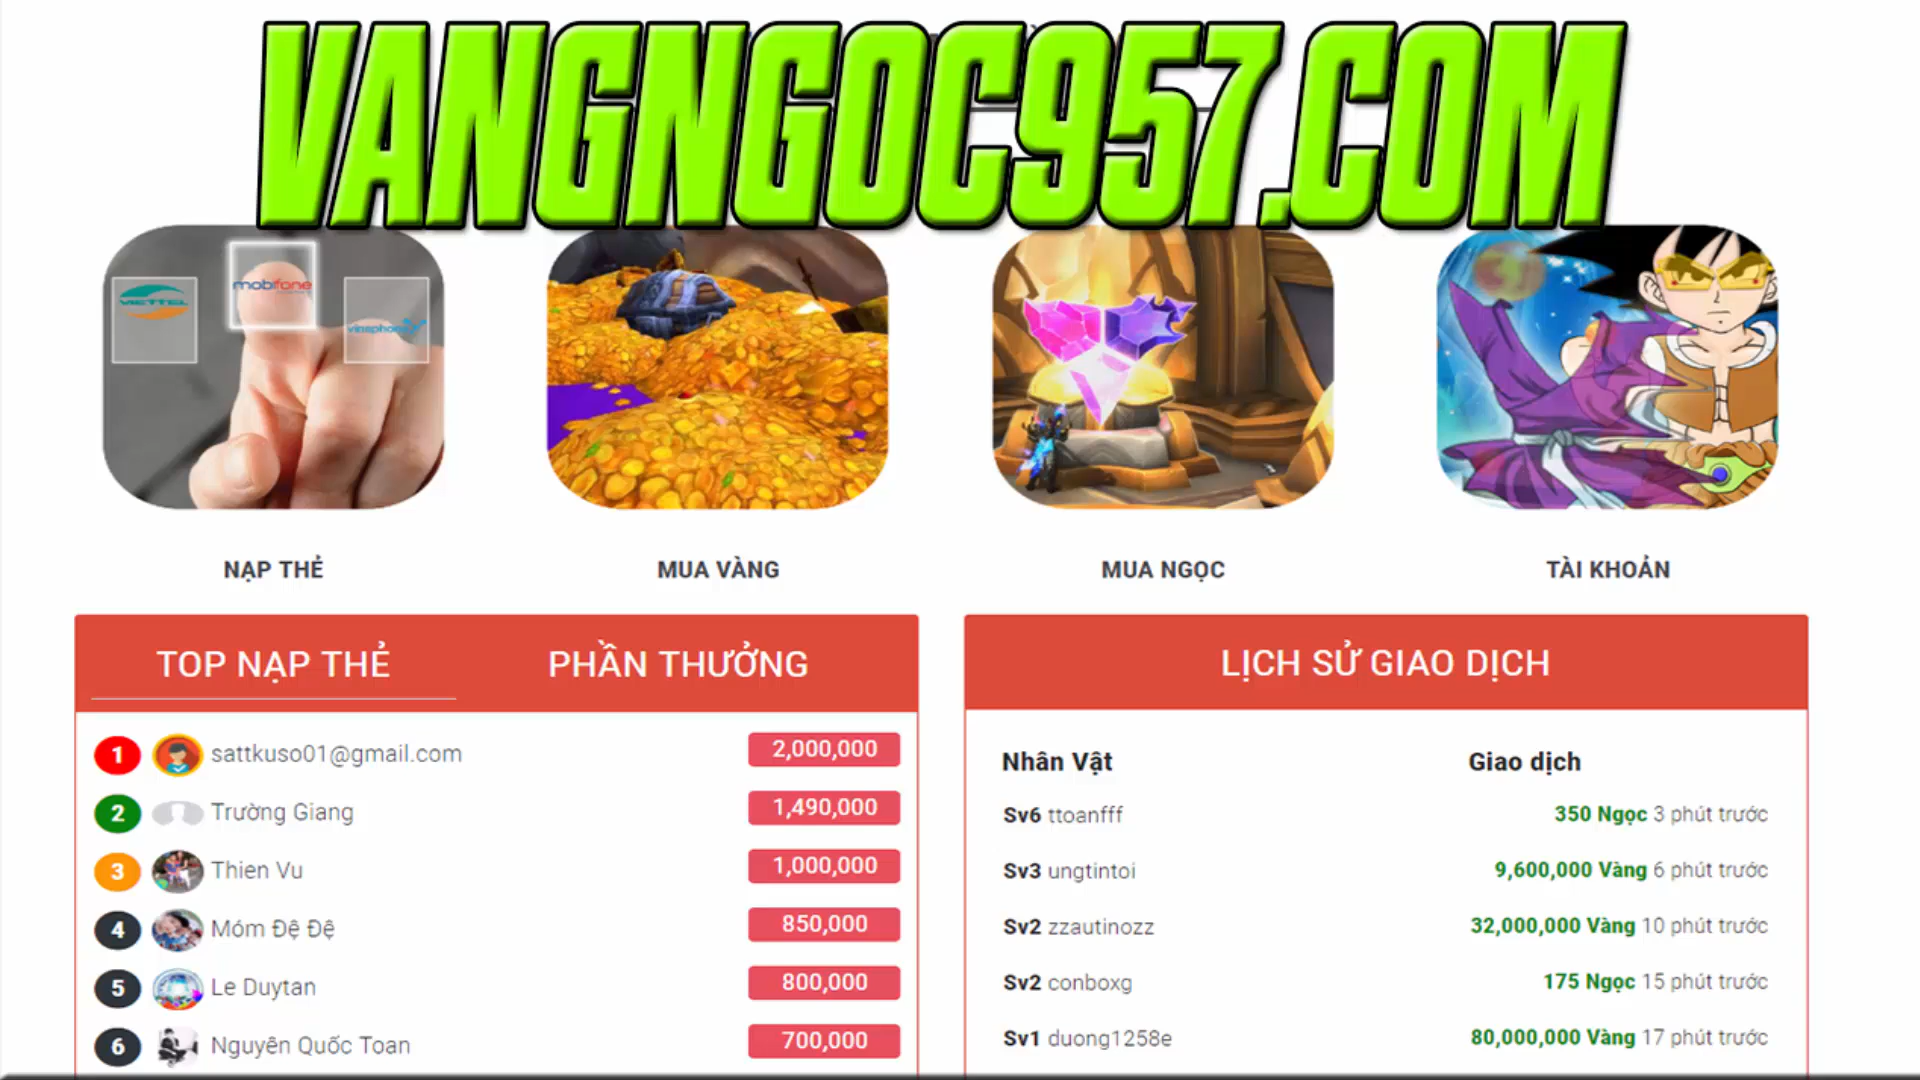 VANGNGOC957.COM
VIETTEL
mobifone
vinaphone
NẠP THẺ
MUA VÀNG
MUA NGỌC
TÀI KHOẢN
TOP NẠP THẺ
PHẦN THƯỞNG
1 sattkuso01@gmail.com 2,000,000
2 Trường Giang 1,490,000
3 Thien Vu 1,000,000
4 Móm Đệ Đệ 850,000
5 Le Duytan 800,000
6 Nguyên Quốc Toan 700,000
LỊCH SỬ GIAO DỊCH
Nhân Vật Giao dịch
Sv6 ttoanfff 350 Ngọc 3 phút trước
Sv3 ungtintoi 9,600,000 Vàng 6 phút trước
Sv2 zzautinozz 32,000,000 Vàng 10 phút trước
Sv2 conboxg 175 Ngọc 15 phút trước
Sv1 duong1258e 80,000,000 Vàng 17 phút trước